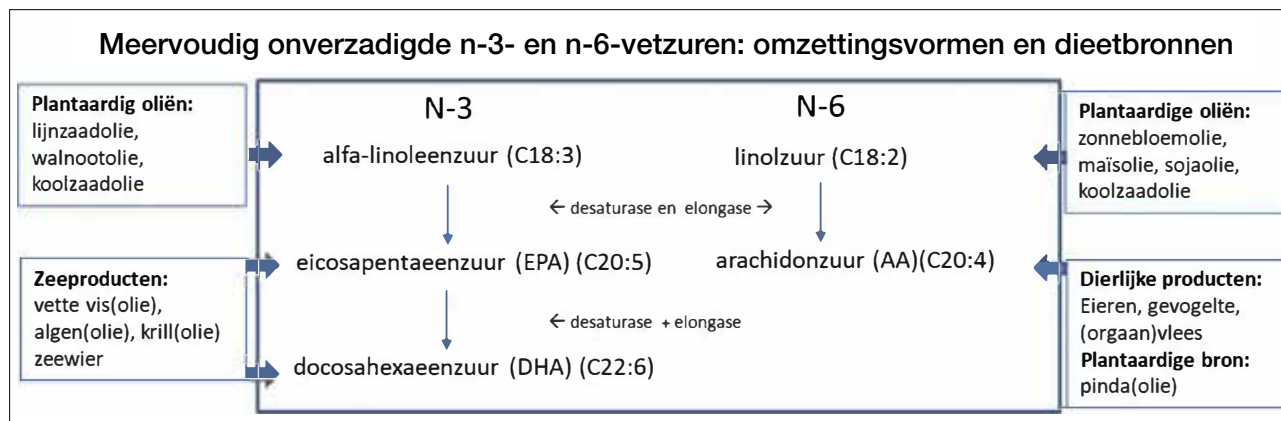 Meervoudig onverzadigde n-3- en n-6-vetzuren: omzettingsvormen en dieetbronnen
Plantaardig oliën:
lijnzaadolie,
walnootolie,
koolzaadolie
N-3
N-6
Plantaardige oliën:
zonnebloemolie,
maïsolie, sojaolie,
koolzaadolie
alfa-linoleenzuur (C18:3)
linolzuur (C18:2)
← desaturase en elongase →
Zeeproducten:
vette vis(olie),
algen(olie), krill(olie)
zeewier
eicosapentaeenzuur (EPA) (C20:5)
arachidonzuur (AA)(C20:4)
Dierlijke producten:
Eieren, gevogelte,
(orgaan)vlees
Plantaardige bron:
pinda(olie)
← desaturase + elongase
docosahexaeenzuur (DHA) (C22:6)